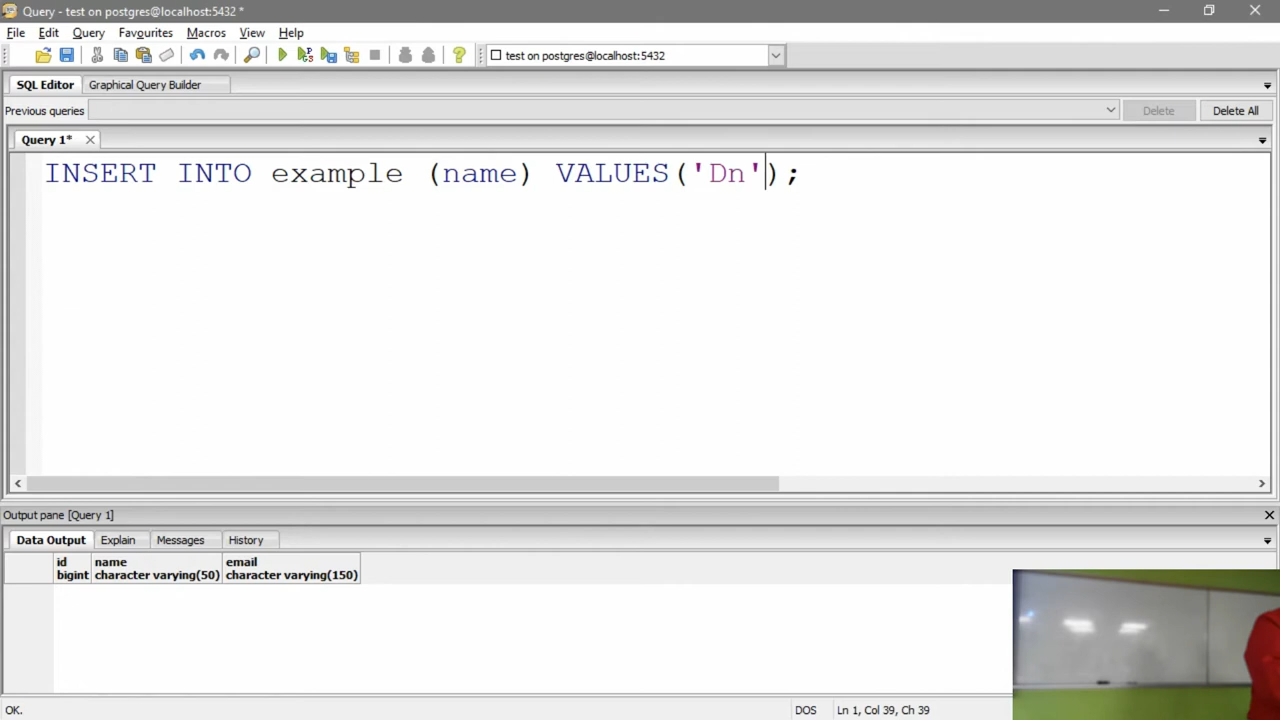 Query - test on postgres@localhost:5432 *
File Edit Query Favourites Macros View Help
test on postgres@localhost:5432
SQL Editor Graphical Query Builder
Previous queries Delete Delete All
Query 1*
INSERT INTO example (name) VALUES('Dn');
Output pane [Query 1]
Data Output Explain Messages History
id name email
bigint character varying(50) character varying(150)
OK. DOS Ln 1, Col 39, Ch 39